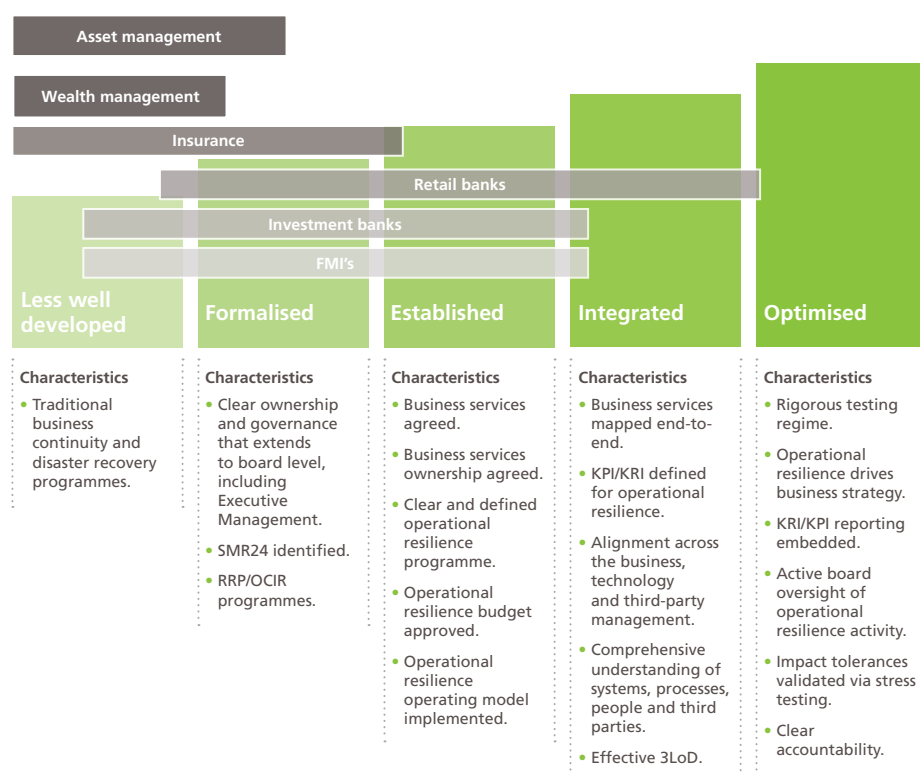 Asset management
Wealth management
Insurance
Retail banks
Investment banks
FMI's
Less well
developed
Formalised
Established
Integrated
Optimised
Characteristics
• Traditional
business
continuity and
disaster recovery
programmes.
Characteristics
• Clear ownership
and governance
that extends
to board level,
including
Executive
Management.
• SMR24 identified.
• RRP/OCIR
programmes.
Characteristics
• Business services
agreed.
• Business services
ownership agreed.
• Clear and defined
operational
resilience
programme.
• Operational
resilience budget
approved.
• Operational
resilience
operating model
implemented.
Characteristics
• Business services
mapped end-to-
end.
• KPI/KRI defined
for operational
resilience.
• Alignment across
the business,
technology
and third-party
management.
• Comprehensive
understanding of
systems, processes,
people and third
parties.
• Effective 3LoD.
Characteristics
• Rigorous testing
regime.
• Operational
resilience drives
business strategy.
• KRI/KPI reporting
embedded.
• Active board
oversight of
operational
resilience activity.
• Impact tolerances
validated via stress
testing.
• Clear
accountability.